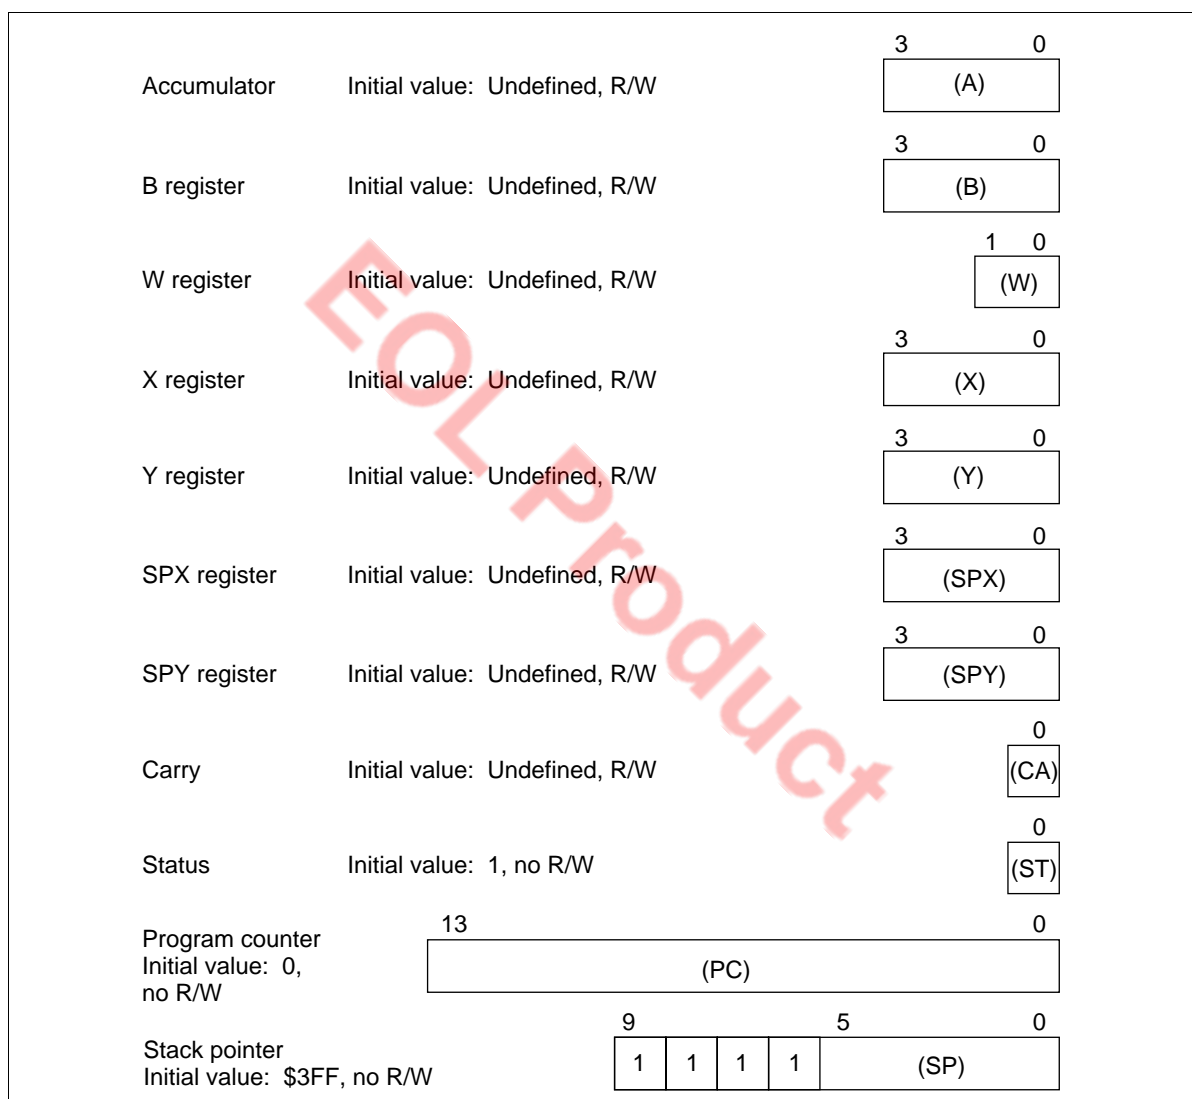 3 0
Accumulator Initial value: Undefined, R/W (A)
3 0
B register Initial value: Undefined, R/W (B)
1 0
W register Initial value: Undefined, R/W (W)
3 0
X register Initial value: Undefined, R/W (X)
3 0
Y register Initial value: Undefined, R/W (Y)
3 0
SPX register Initial value: Undefined, R/W (SPX)
3 0
SPY register Initial value: Undefined, R/W (SPY)
0
Carry Initial value: Undefined, R/W (CA)
0
Status Initial value: 1, no R/W (ST)
13 0
Program counter
Initial value: 0, (PC)
no R/W
9 5 0
Stack pointer 1 1 1 1 (SP)
Initial value: $3FF, no R/W
EOL Product